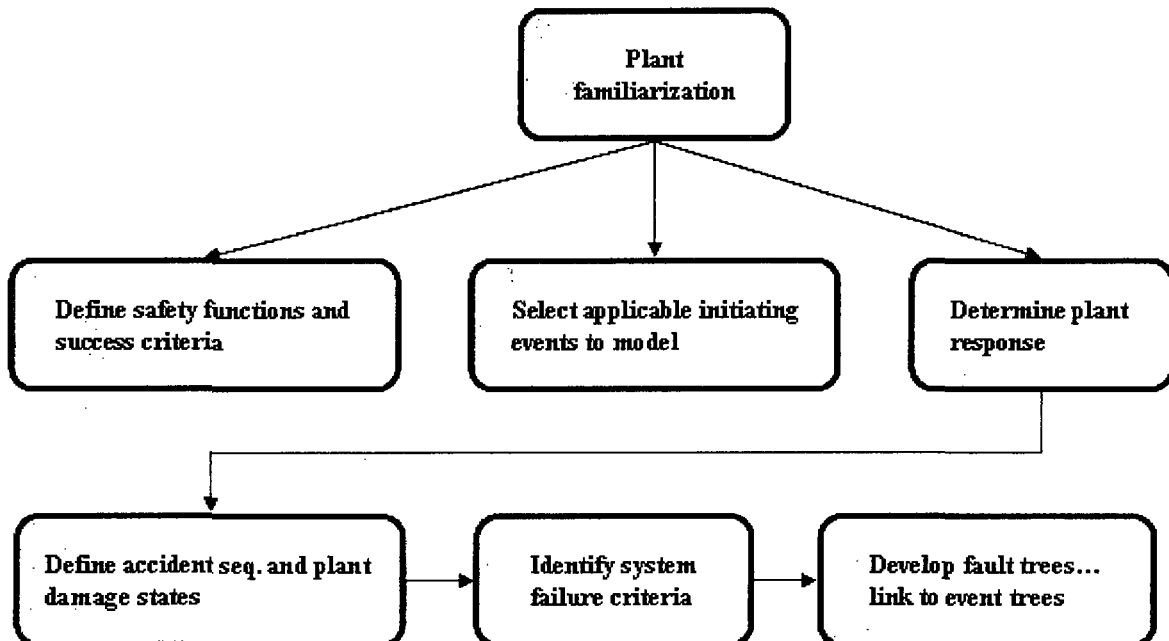 Plant
familiarization
Define safety functions and
success criteria
Select applicable initiating
events to model
Determine plant
response
Define accident seq. and plant
damage states
Identify system
failure criteria
Develop fault trees...
link to event trees